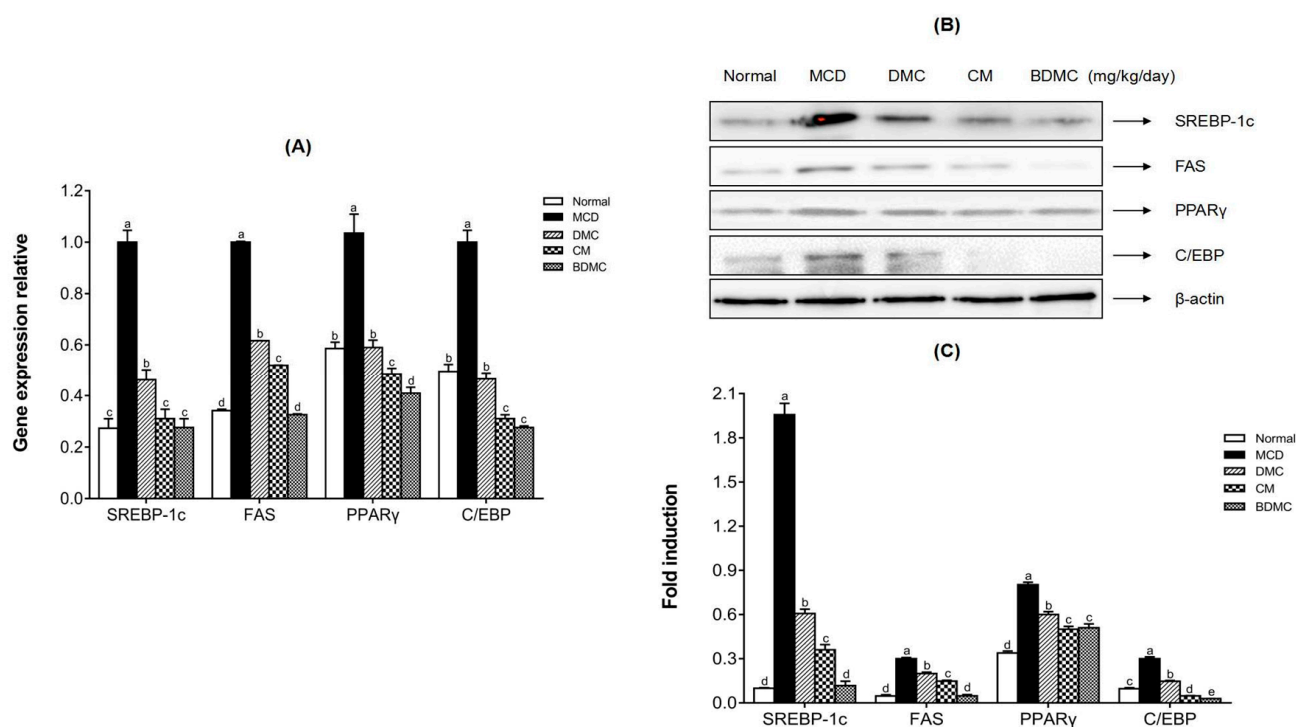 (A)
Gene expression relative
1.2
1.0
0.8
0.6
0.4
0.2
0.0
a
b
c
c
c
a
b
c
d
d
a
b
b
c
d
a
b
b
c
c
SREBP-1c FAS PPARγ C/EBP
Normal
MCD
DMC
CM
BDMC
(B)
Normal MCD DMC CM BDMC (mg/kg/day)
SREBP-1c
FAS
PPARγ
C/EBP
β-actin
(C)
Fold induction
2.1
1.8
1.5
1.2
0.9
0.6
0.3
0.0
d
a
b
c
d
d
a
b
c
d
d
a
b
c
c
c
a
b
d
e
SREBP-1c FAS PPARγ C/EBP
Normal
MCD
DMC
CM
BDMC